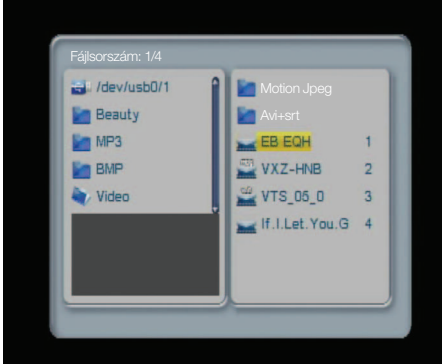 Fájlsorszám: 1/4
/dev/usb0/1
Beauty
MP3
BMP
Video
Motion Jpeg
Avi+srt
EB EQH 1
VXZ-HNB 2
VTS_05_0 3
If.I.Let.You.G 4